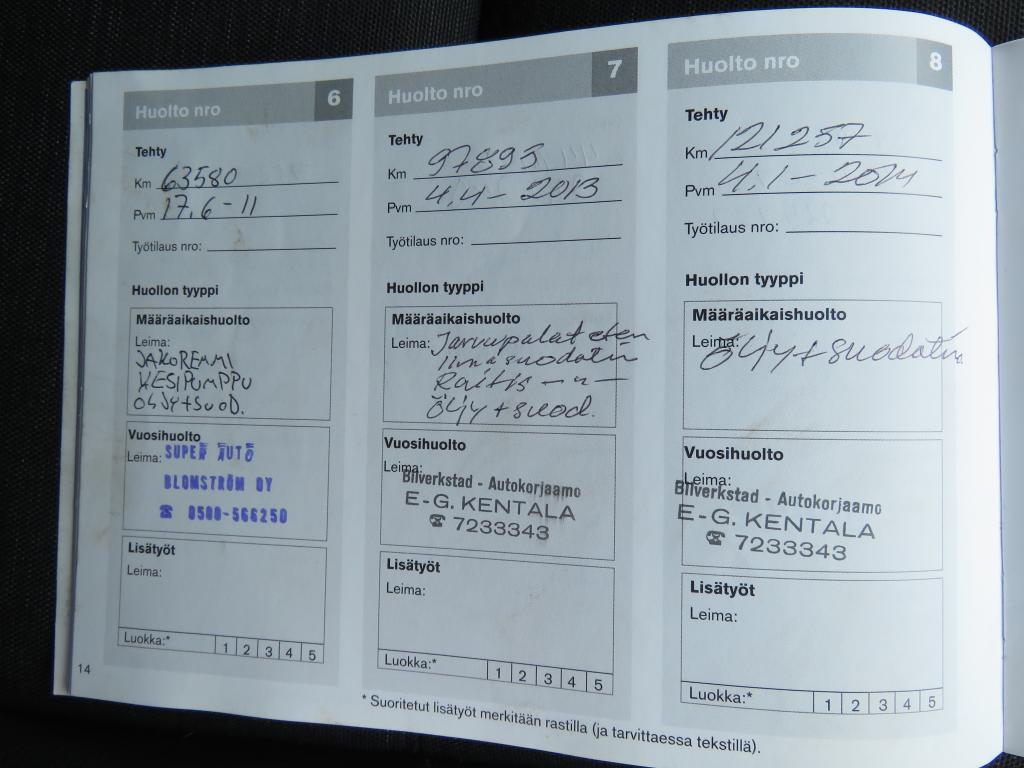 Huolto nro 6
Tehty
Km 63580
Pvm 17.6-11
Työtilaus nro:
Huollon tyyppi
Määräaikaishuolto
Leima:
JAKOREMMI
VESIPUMPPU
ÖLJY+SUOD.
Vuosihuolto
Leima: SUPER AUTO
BLOMSTRÖM OY
☎ 0500-566250
Lisätyöt
Leima:
Luokka:* 1 2 3 4 5
14
Huolto nro 7
Tehty
Km 97893
Pvm 4.4-2013
Työtilaus nro:
Huollon tyyppi
Määräaikaishuolto
Leima: Jarrupalat eten
Ilmasuodatin
Raitis -"-
Öljy + suod.
Vuosihuolto
Leima:
Bilverkstad - Autokorjaamo
E-G. KENTALA
☎ 7233343
Lisätyöt
Leima:
Luokka:* 1 2 3 4 5
Huolto nro 8
Tehty
Km 121257
Pvm 4.1-2014
Työtilaus nro:
Huollon tyyppi
Määräaikaishuolto
Leima: Öljy + suodatin
Vuosihuolto
Leima:
Bilverkstad - Autokorjaamo
E-G. KENTALA
☎ 7233343
Lisätyöt
Leima:
Luokka:* 1 2 3 4 5
* Suoritetut lisätyöt merkitään rastilla (ja tarvittaessa tekstillä).